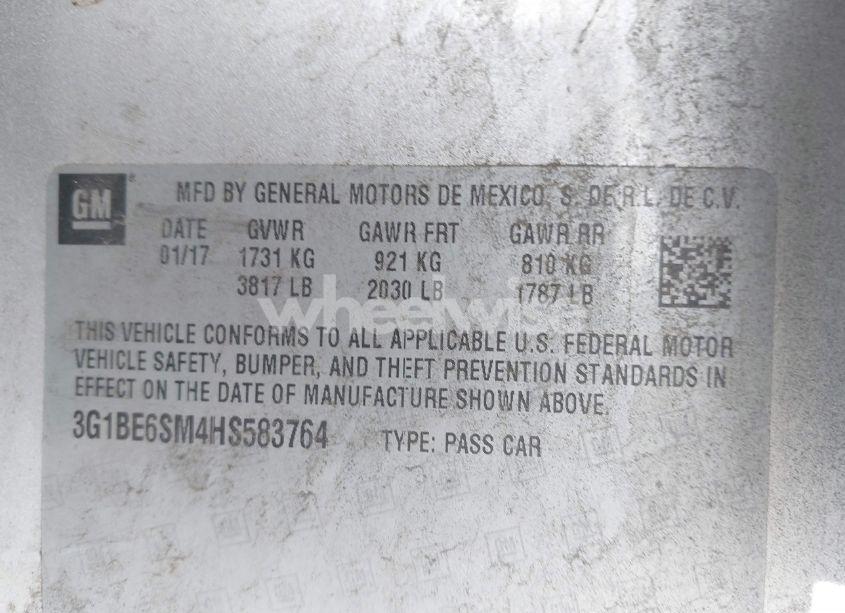 GM®
MFD BY GENERAL MOTORS DE MEXICO, S. DE R.L. DE C.V.
DATE GVWR GAWR FRT GAWR RR
01/17 1731 KG 921 KG 810 KG
3817 LB 2030 LB 1787 LB
wheelwise
THIS VEHICLE CONFORMS TO ALL APPLICABLE U.S. FEDERAL MOTOR
VEHICLE SAFETY, BUMPER, AND THEFT PREVENTION STANDARDS IN
EFFECT ON THE DATE OF MANUFACTURE SHOWN ABOVE.
3G1BE6SM4HS583764 TYPE: PASS CAR